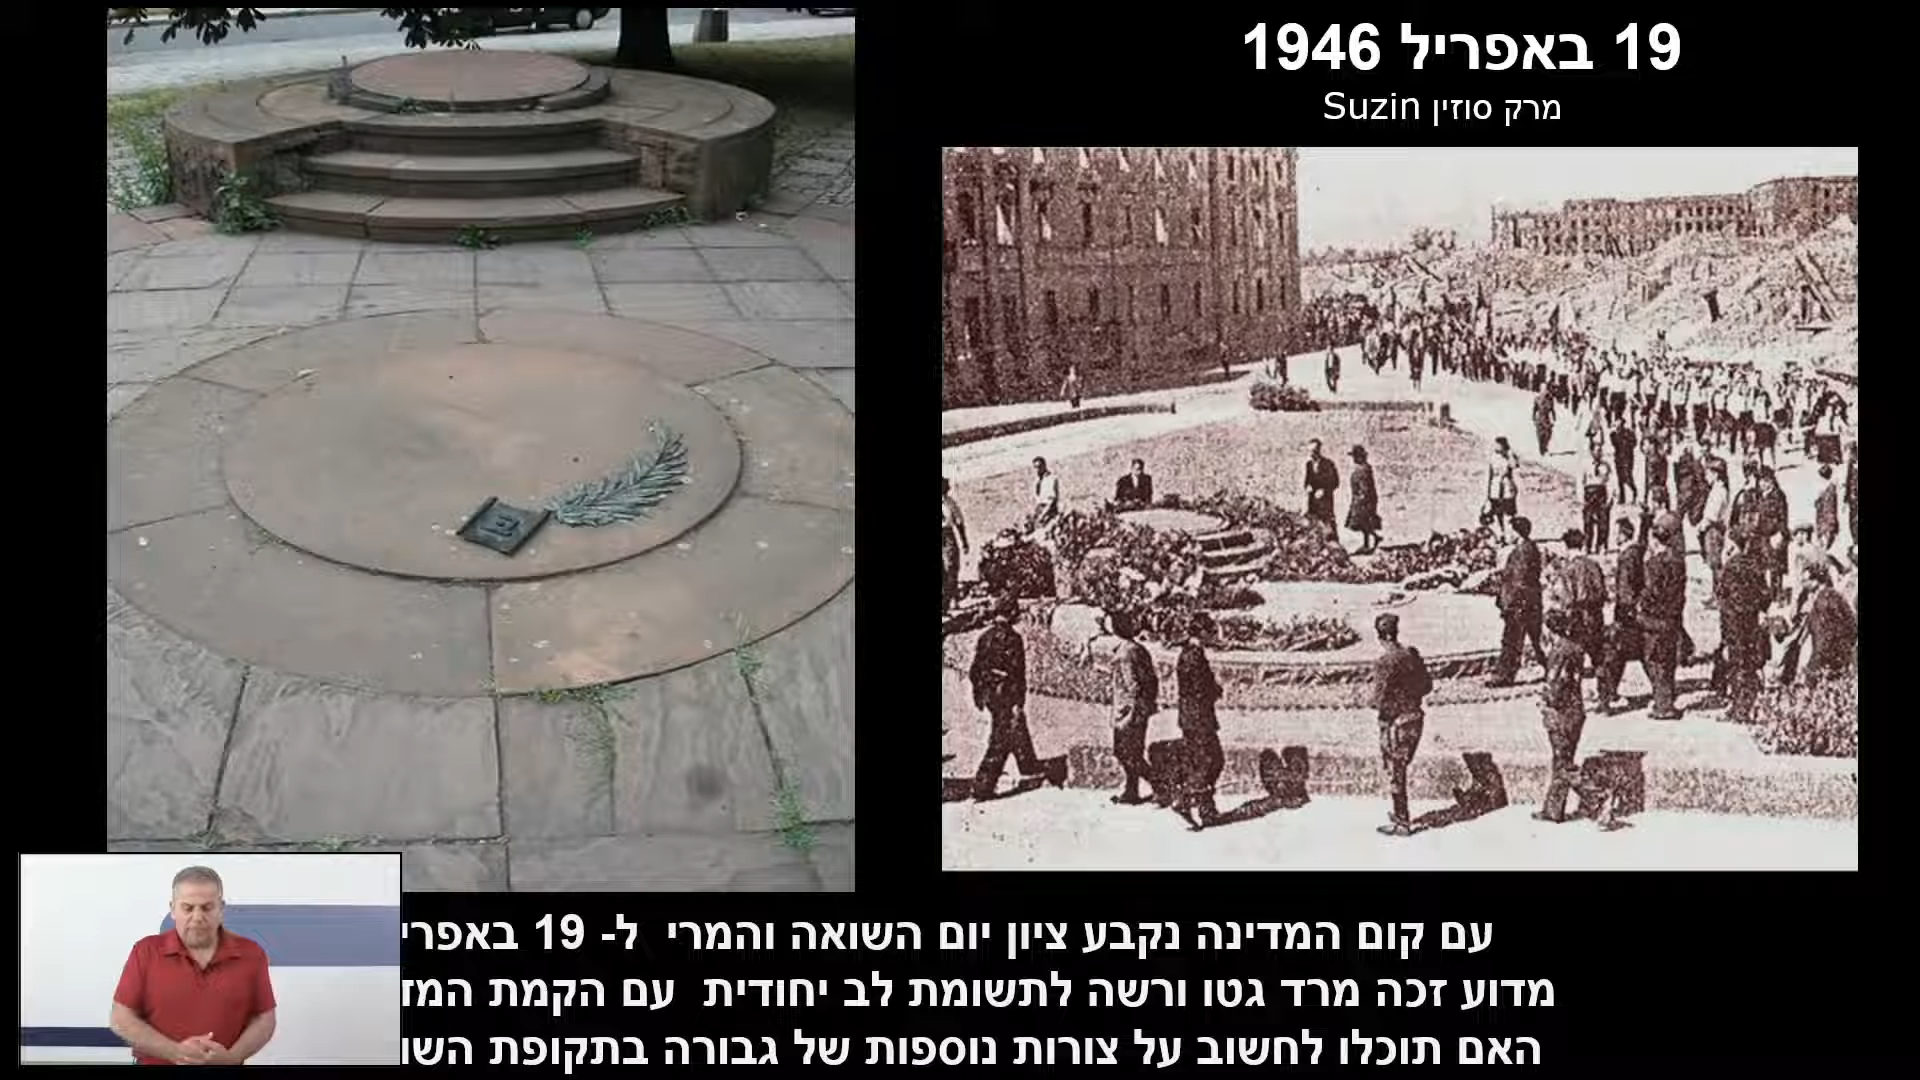 19 באפריל 1946
מרק סוזין Suzin
עם קום המדינה נקבע ציון יום השואה והמרי ל- 19 באפרי
מדוע זכה מרד גטו ורשה לתשומת לב יחודית עם הקמת המד
האם תוכלו לחשוב על צורות נוספות של גבורה בתקופת השו